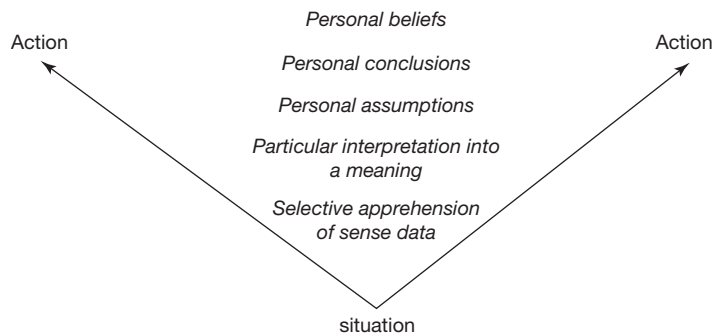 Personal beliefs
Action
Action
Personal conclusions
Personal assumptions
Particular interpretation into
a meaning
Selective apprehension
of sense data
situation